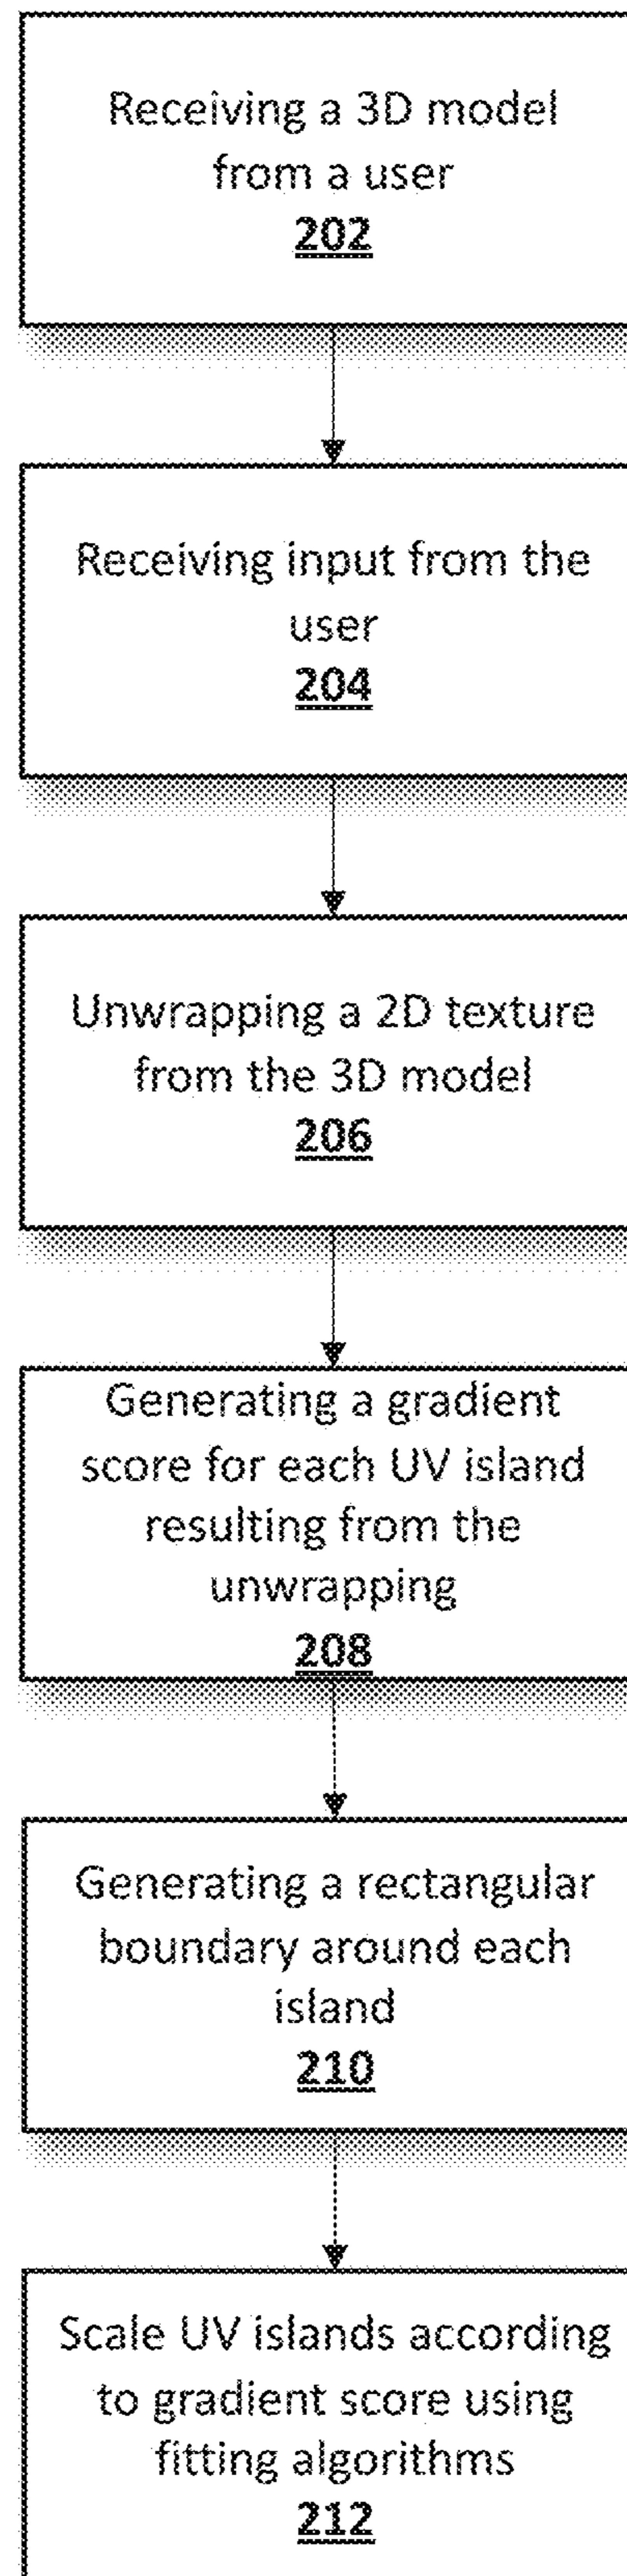 Receiving a 3D model
from a user
202
Receiving input from the
user
204
Unwrapping a 2D texture
from the 3D model
206
Generating a gradient
score for each UV island
resulting from the
unwrapping
208
Generating a rectangular
boundary around each
island
210
Scale UV islands according
to gradient score using
fitting algorithms
212